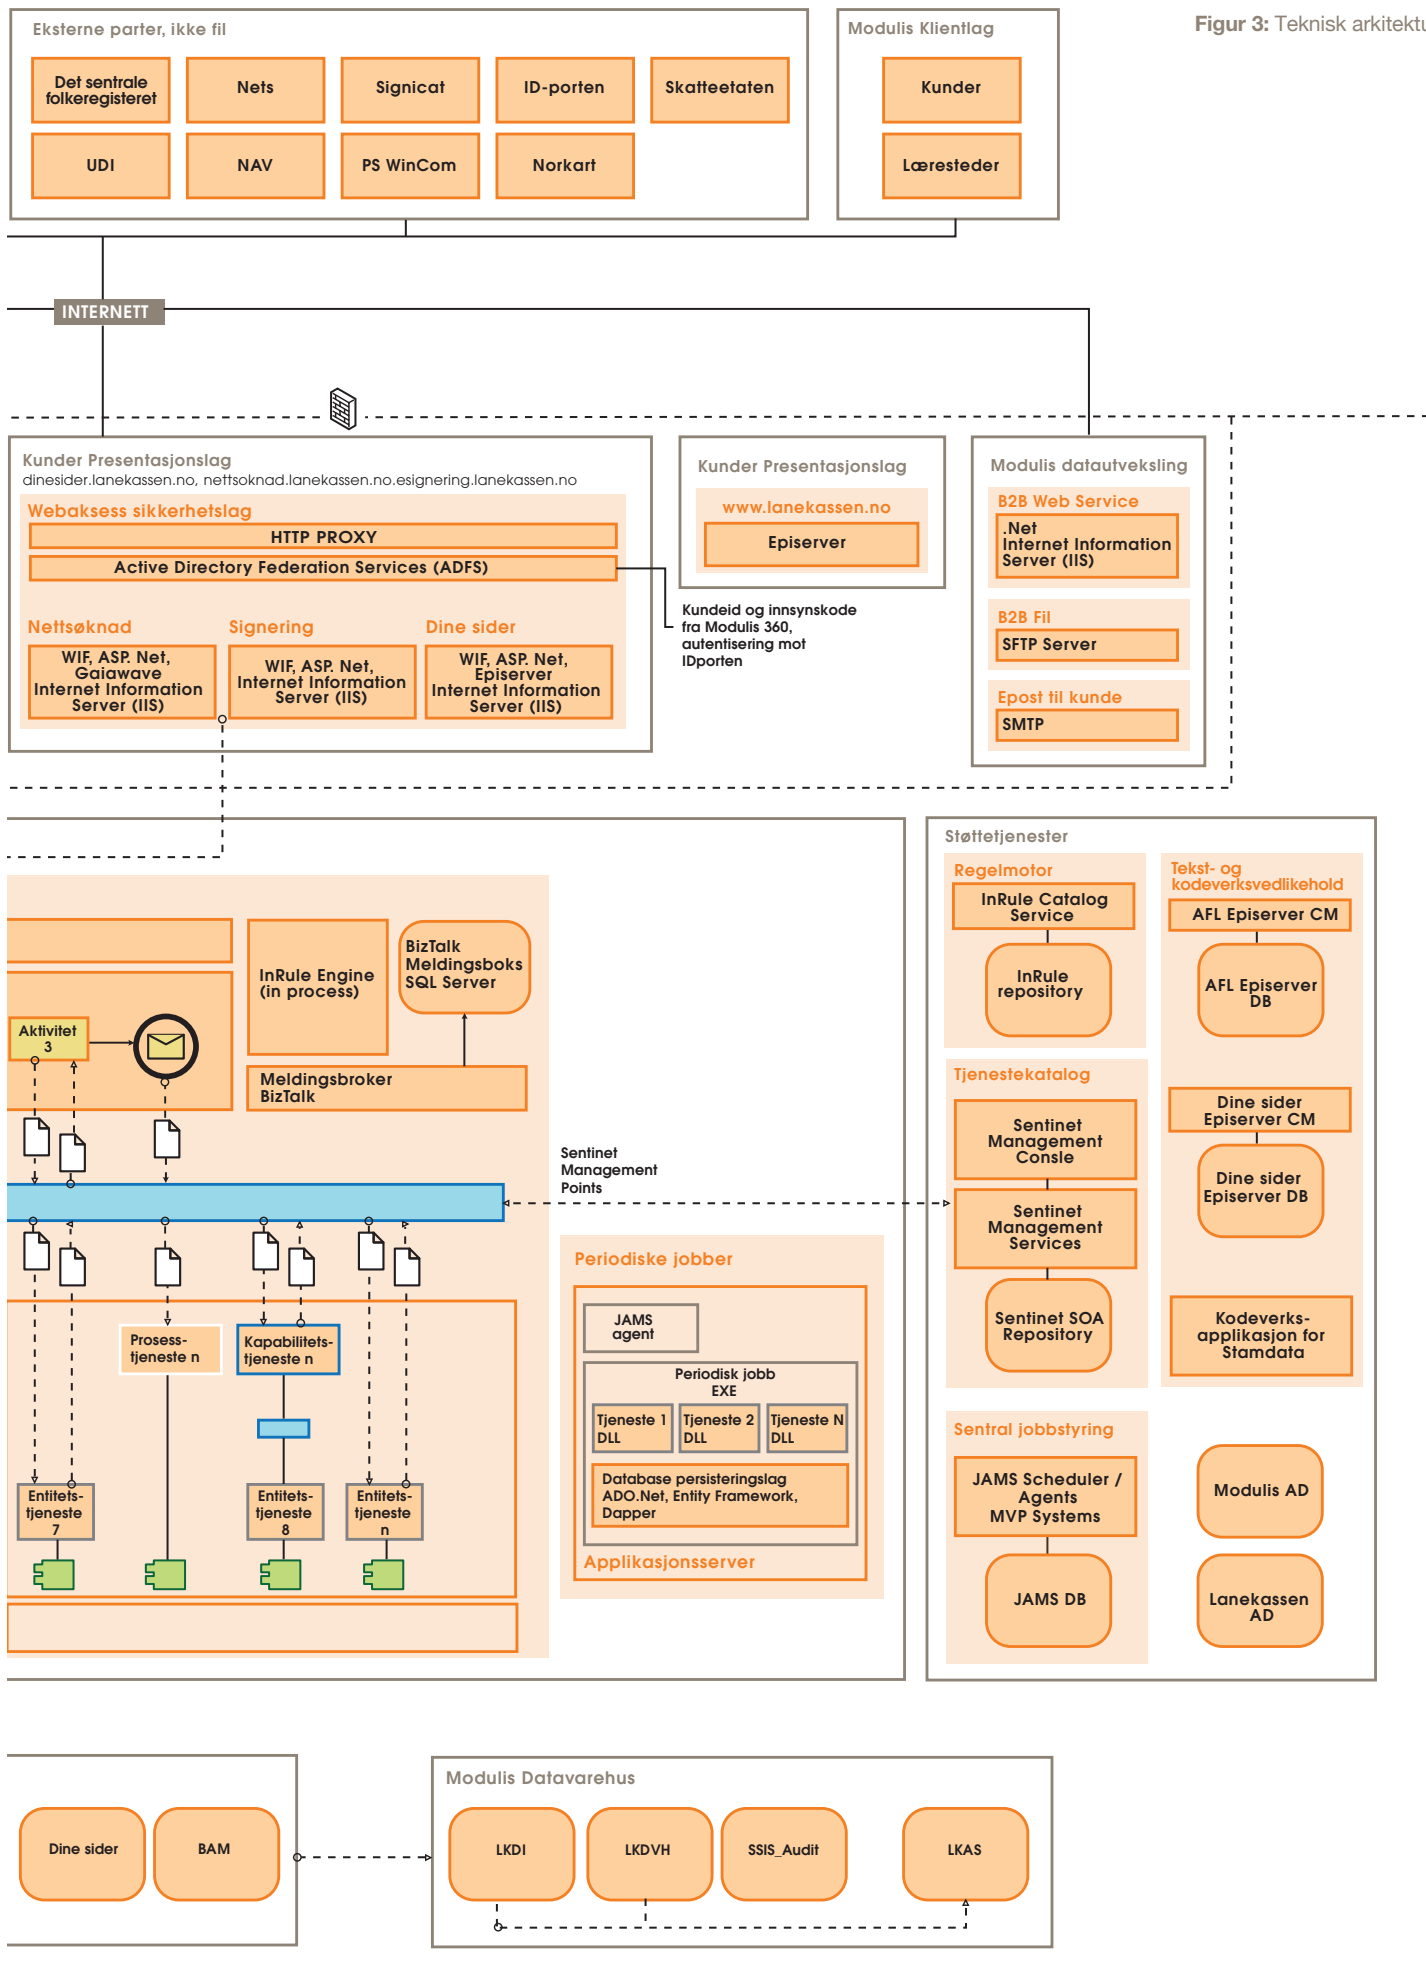 Figur 3: Teknisk arkitektu
Eksterne parter, ikke fil
Det sentrale
folkeregisteret
Nets
Signicat
ID-porten
Skatteetaten
UDI
NAV
PS WinCom
Norkart
Modulis Klientlag
Kunder
Læresteder
INTERNETT
Kunder Presentasjonslag
dinesider.lanekassen.no, nettsoknad.lanekassen.no.esignering.lanekassen.no
Webaksess sikkerhetslag
HTTP PROXY
Active Directory Federation Services (ADFS)
Nettsøknad
WIF, ASP. Net,
Gaiawave
Internet Information
Server (IIS)
Signering
WIF, ASP. Net,
Internet Information
Server (IIS)
Dine sider
WIF, ASP. Net,
Episerver
Internet Information
Server (IIS)
Kunder Presentasjonslag
www.lanekassen.no
Episerver
Kundeid og innsynskode
fra Modulis 360,
autentisering mot
IDporten
Modulis datautveksling
B2B Web Service
.Net
Internet Information
Server (IIS)
B2B Fil
SFTP Server
Epost til kunde
SMTP
Aktivitet
3
InRule Engine
(in process)
BizTalk
Meldingsboks
SQL Server
Meldingsbroker
BizTalk
Sentinet
Management
Points
Prosess-
tjeneste n
Kapabilitets-
tjeneste n
Entitets-
tjeneste
7
Entitets-
tjeneste
8
Entitets-
tjeneste
n
Periodiske jobber
JAMS
agent
Periodisk jobb
EXE
Tjeneste 1
DLL
Tjeneste 2
DLL
Tjeneste N
DLL
Database persisteringslag
ADO.Net, Entity Framework,
Dapper
Applikasjonsserver
Støttetjenester
Regelmotor
InRule Catalog
Service
InRule
repository
Tjenestekatalog
Sentinet
Management
Consle
Sentinet
Management
Services
Sentinet SOA
Repository
Sentral jobbstyring
JAMS Scheduler /
Agents
MVP Systems
JAMS DB
Tekst- og
kodeverksvedlikehold
AFL Episerver CM
AFL Episerver
DB
Dine sider
Episerver CM
Dine sider
Episerver DB
Kodeverks-
applikasjon for
Stamdata
Modulis AD
Lanekassen
AD
Dine sider
BAM
Modulis Datavarehus
LKDI
LKDVH
SSIS_Audit
LKAS